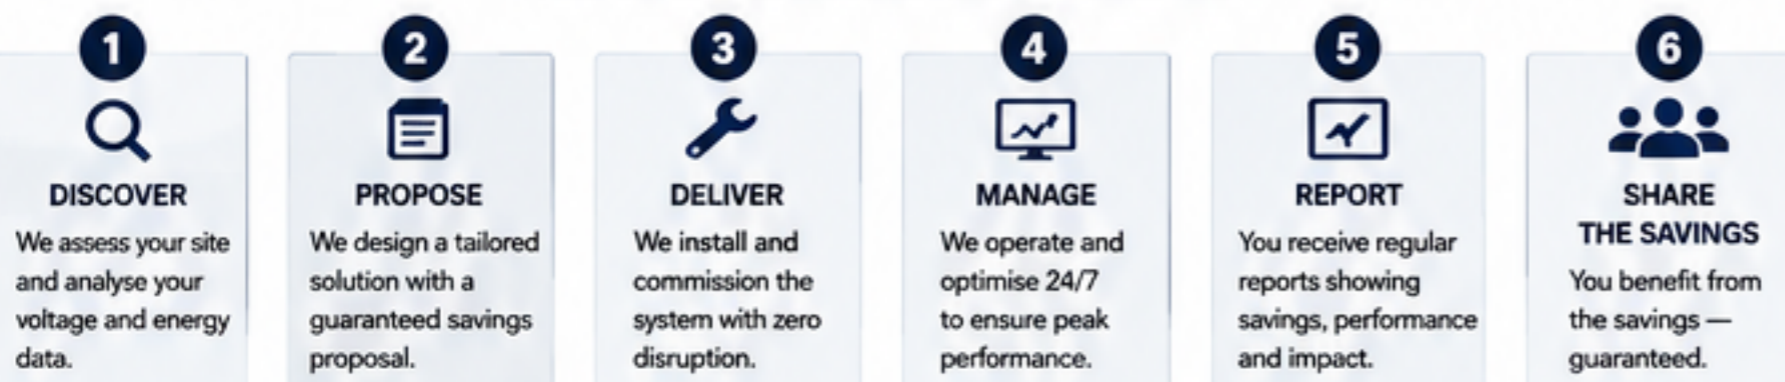 1
DISCOVER
We assess your site
and analyse your
voltage and energy
data.
2
PROPOSE
We design a tailored
solution with a
guaranteed savings
proposal.
3
DELIVER
We install and
commission the
system with zero
disruption.
4
MANAGE
We operate and
optimise 24/7
to ensure peak
performance.
5
REPORT
You receive regular
reports showing
savings, performance
and impact.
6
SHARE
THE SAVINGS
You benefit from
the savings —
guaranteed.